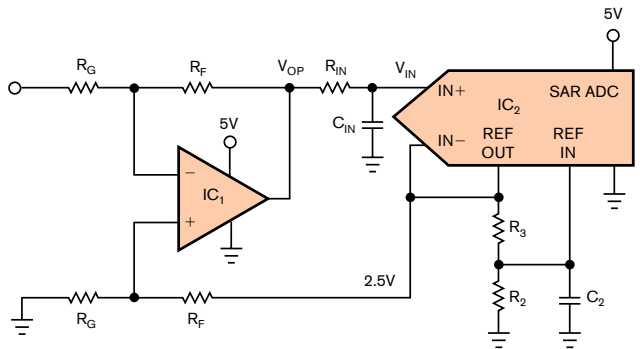 5V
R_G
R_F
V_OP
R_IN
V_IN
IN+
SAR ADC
IC_2
C_IN
5V
IN−
REF OUT
REF IN
−
IC_1
+
R_3
2.5V
R_2
C_2
R_G
R_F